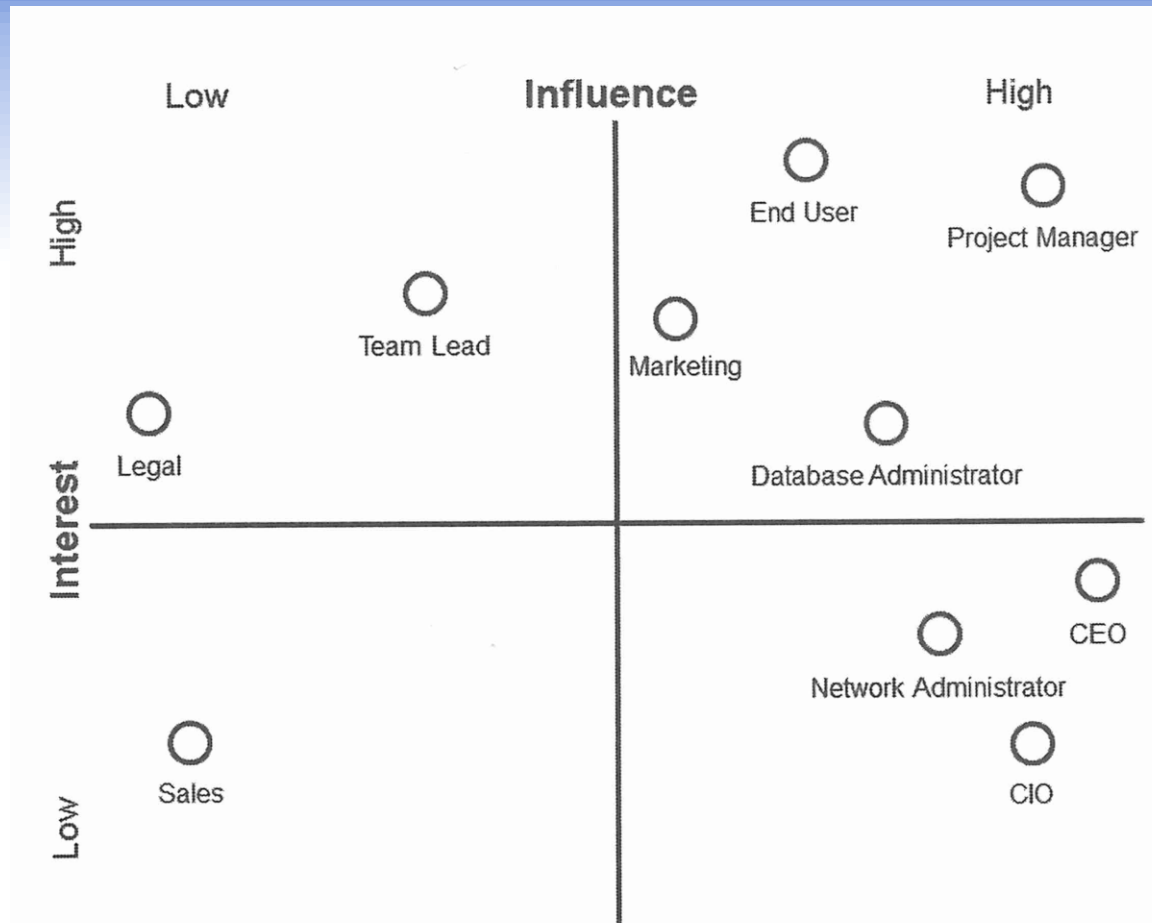 Low
Influence
High
High
End User
Project Manager
Team Lead
Marketing
Legal
Database Administrator
Interest
CEO
Network Administrator
Sales
CIO
Low